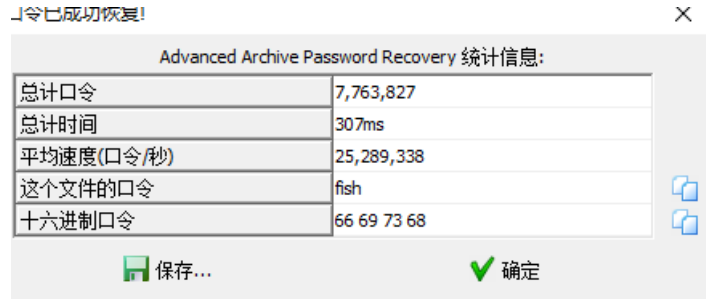 口令已成功恢复!
Advanced Archive Password Recovery 统计信息:
总计口令 7,763,827
总计时间 307ms
平均速度(口令/秒) 25,289,338
这个文件的口令 fish
十六进制口令 66 69 73 68
保存... 确定